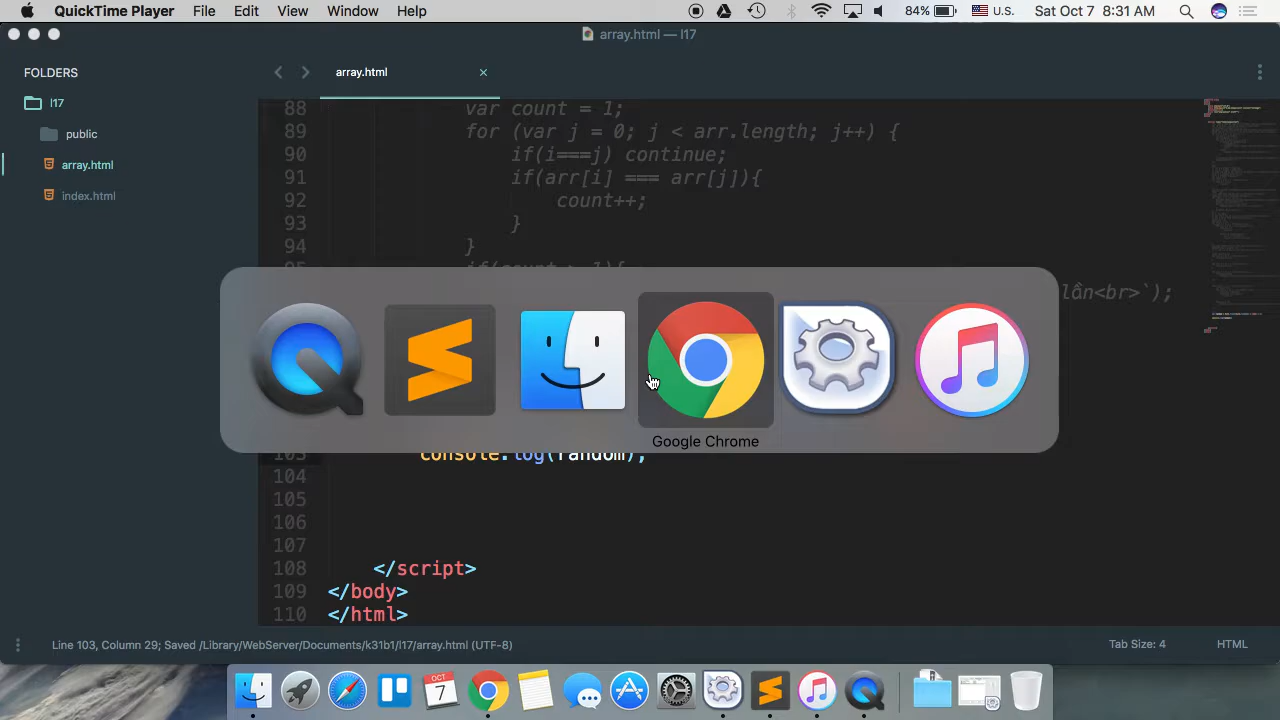 QuickTime Player File Edit View Window Help 84% U.S. Sat Oct 7 8:31 AM
array.html — l17
FOLDERS
l17
public
array.html
index.html
array.html ×
88 var count = 1;
89 for (var j = 0; j < arr.length; j++) {
90 if(i===j) continue;
91 if(arr[i] === arr[j]){
92 count++;
93 }
94 }
lần<br>`);
Google Chrome
103 console.log(random);
104
105
106
107
108 </script>
109 </body>
110 </html>
Line 103, Column 29; Saved /Library/WebServer/Documents/k31b1/l17/array.html (UTF-8) Tab Size: 4 HTML
OCT
7